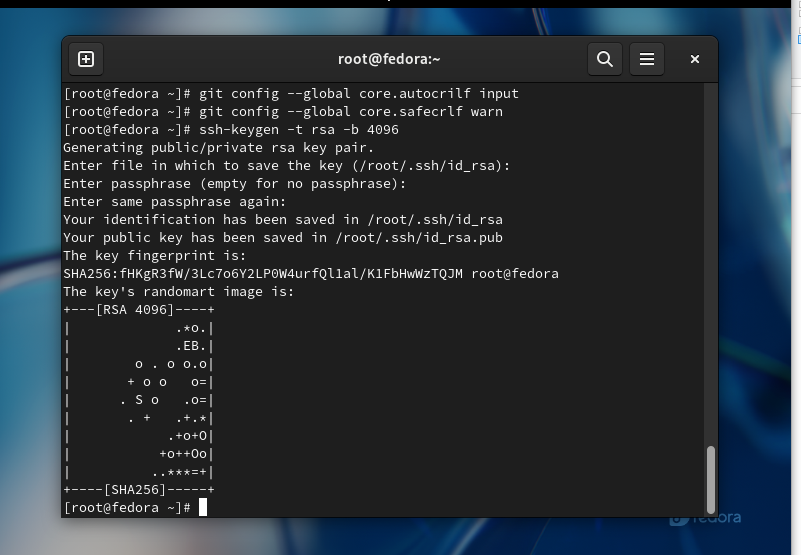 root@fedora:~
[root@fedora ~]# git config --global core.autocrilf input
[root@fedora ~]# git config --global core.safecrlf warn
[root@fedora ~]# ssh-keygen -t rsa -b 4096
Generating public/private rsa key pair.
Enter file in which to save the key (/root/.ssh/id_rsa):
Enter passphrase (empty for no passphrase):
Enter same passphrase again:
Your identification has been saved in /root/.ssh/id_rsa
Your public key has been saved in /root/.ssh/id_rsa.pub
The key fingerprint is:
SHA256:fHKgR3fW/3Lc7o6Y2LP0W4urfQl1al/K1FbHwWzTQJM root@fedora
The key's randomart image is:
+---[RSA 4096]----+
|             .*o.|
|             .EB.|
|        o . o o.o|
|       + o o   o=|
|      . S o   .o=|
|       . +   .+.*|
|            .+o+O|
|           +o++Oo|
|          ..***=+|
+----[SHA256]-----+
[root@fedora ~]#
fedora